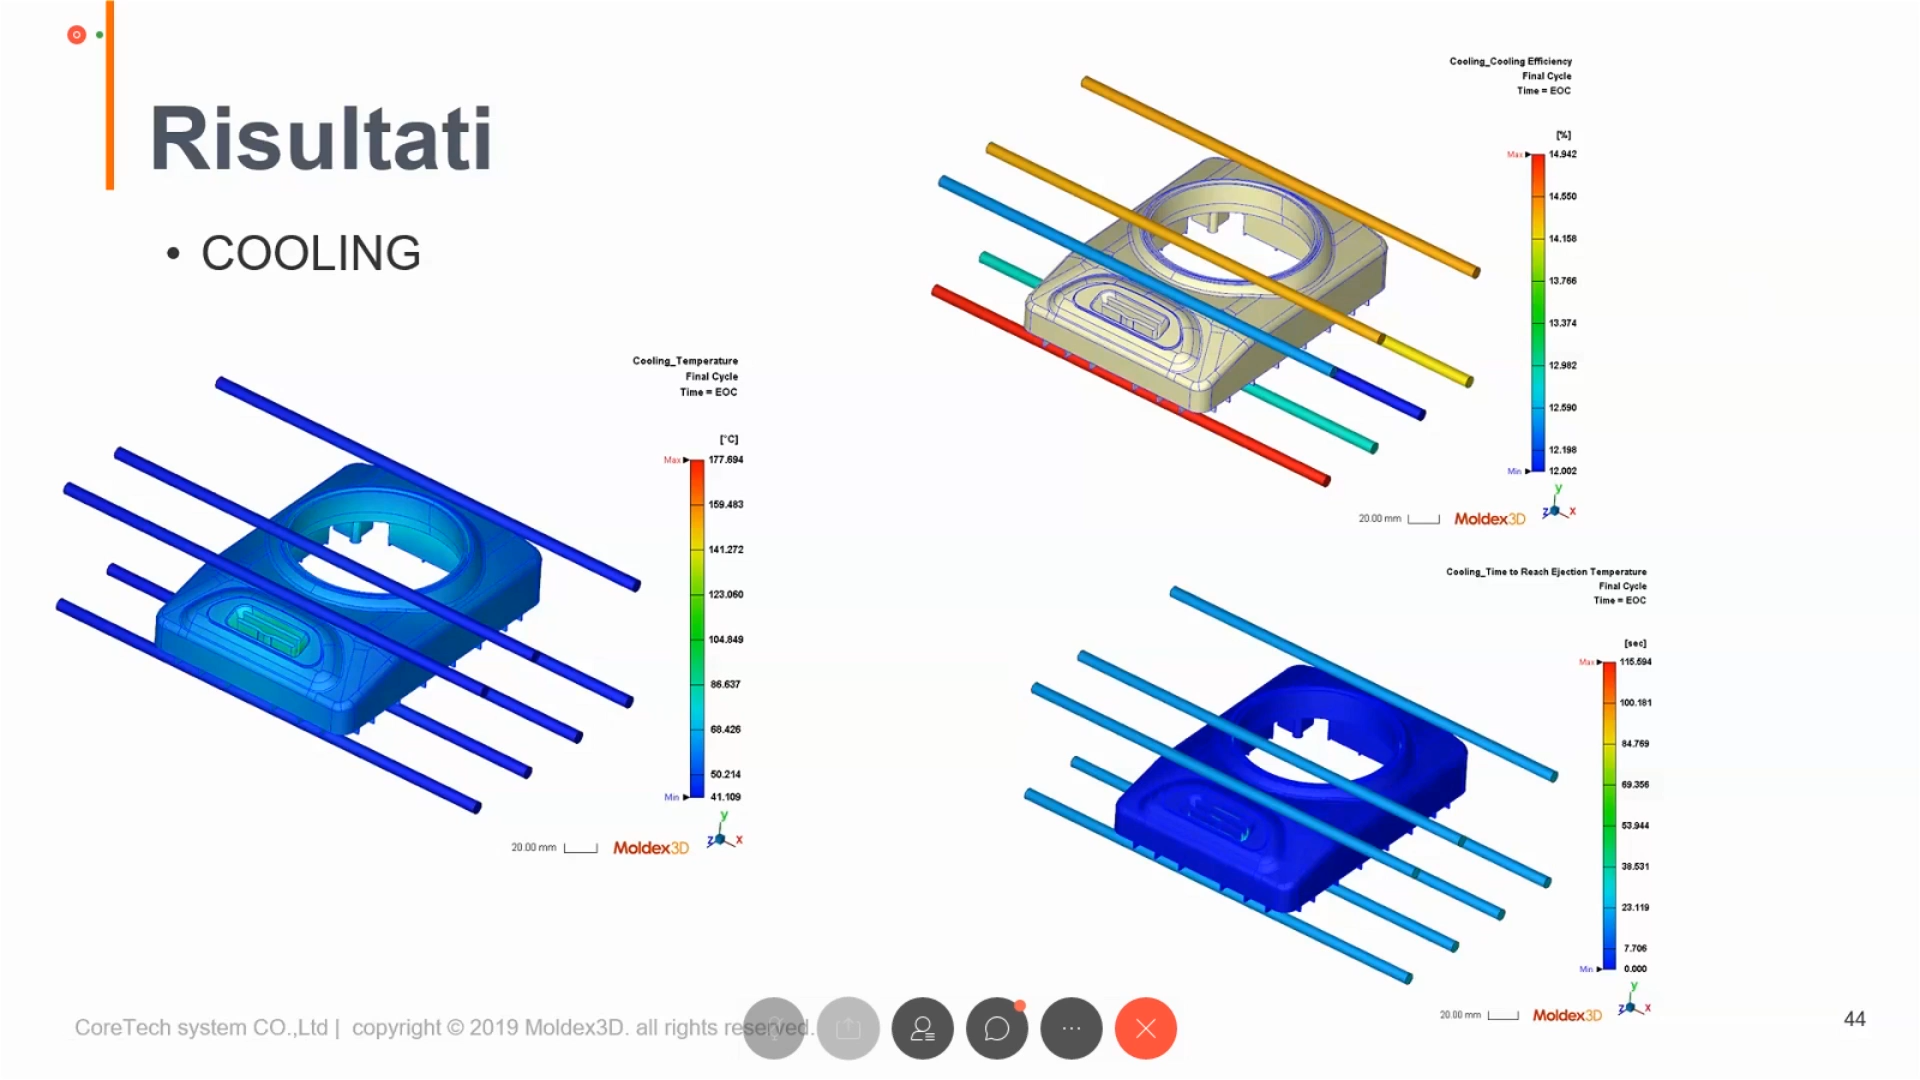 Risultati
• COOLING
Cooling_Temperature
Final Cycle
Time = EOC
[°C]
Max 177.694
159.483
141.272
123.060
104.849
86.637
68.426
50.214
Min 41.109
y
z x
20.00 mm Moldex3D
Cooling_Cooling Efficiency
Final Cycle
Time = EOC
[%]
Max 14.942
14.550
14.158
13.766
13.374
12.982
12.590
12.198
Min 12.002
y
z x
20.00 mm Moldex3D
Cooling_Time to Reach Ejection Temperature
Final Cycle
Time = EOC
[sec]
Max 115.594
100.181
84.769
69.356
53.944
38.531
23.119
7.706
Min 0.000
y
z x
20.00 mm Moldex3D
CoreTech system CO.,Ltd | copyright © 2019 Moldex3D. all rights reserved.
44